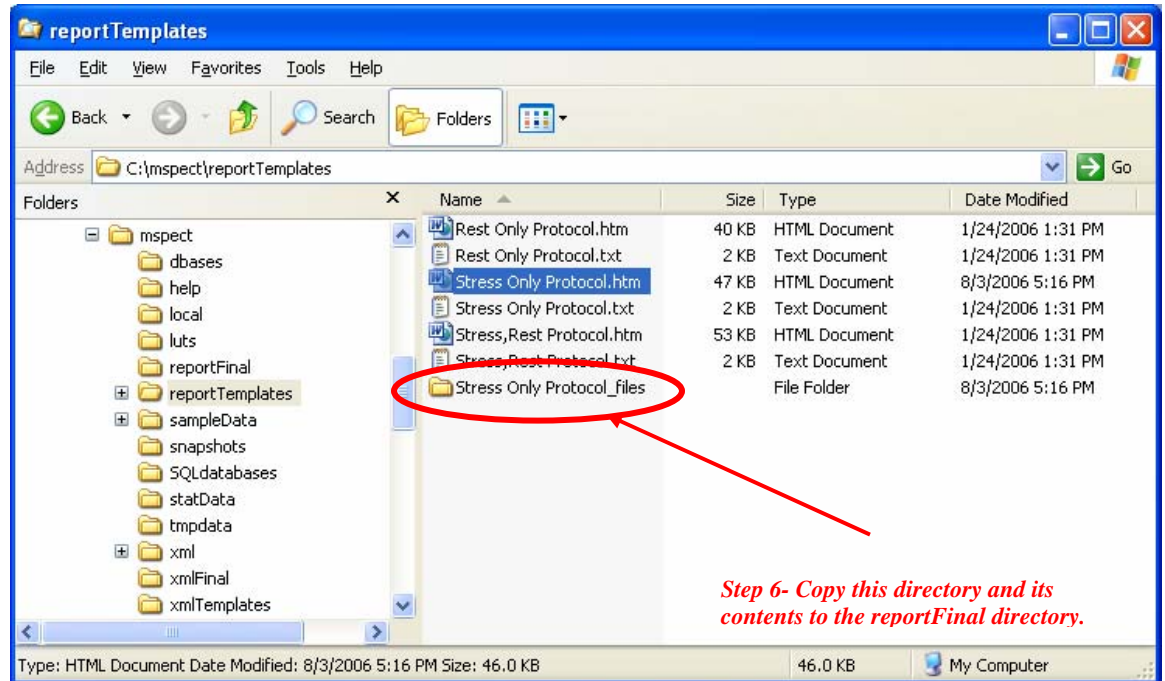 reportTemplates
File Edit View Favorites Tools Help
Back Search Folders
Address C:\mspect\reportTemplates Go
Folders X Name Size Type Date Modified
mspect
dbases
help
local
luts
reportFinal
reportTemplates
sampleData
snapshots
SQLdatabases
statData
tmpdata
xml
xmlFinal
xmlTemplates
Rest Only Protocol.htm 40 KB HTML Document 1/24/2006 1:31 PM
Rest Only Protocol.txt 2 KB Text Document 1/24/2006 1:31 PM
Stress Only Protocol.htm 47 KB HTML Document 8/3/2006 5:16 PM
Stress Only Protocol.txt 2 KB Text Document 1/24/2006 1:31 PM
Stress,Rest Protocol.htm 53 KB HTML Document 1/24/2006 1:31 PM
Stress,Rest Protocol.txt 2 KB Text Document 1/24/2006 1:31 PM
Stress Only Protocol_files File Folder 8/3/2006 5:16 PM
Step 6- Copy this directory and its
contents to the reportFinal directory.
Type: HTML Document Date Modified: 8/3/2006 5:16 PM Size: 46.0 KB 46.0 KB My Computer